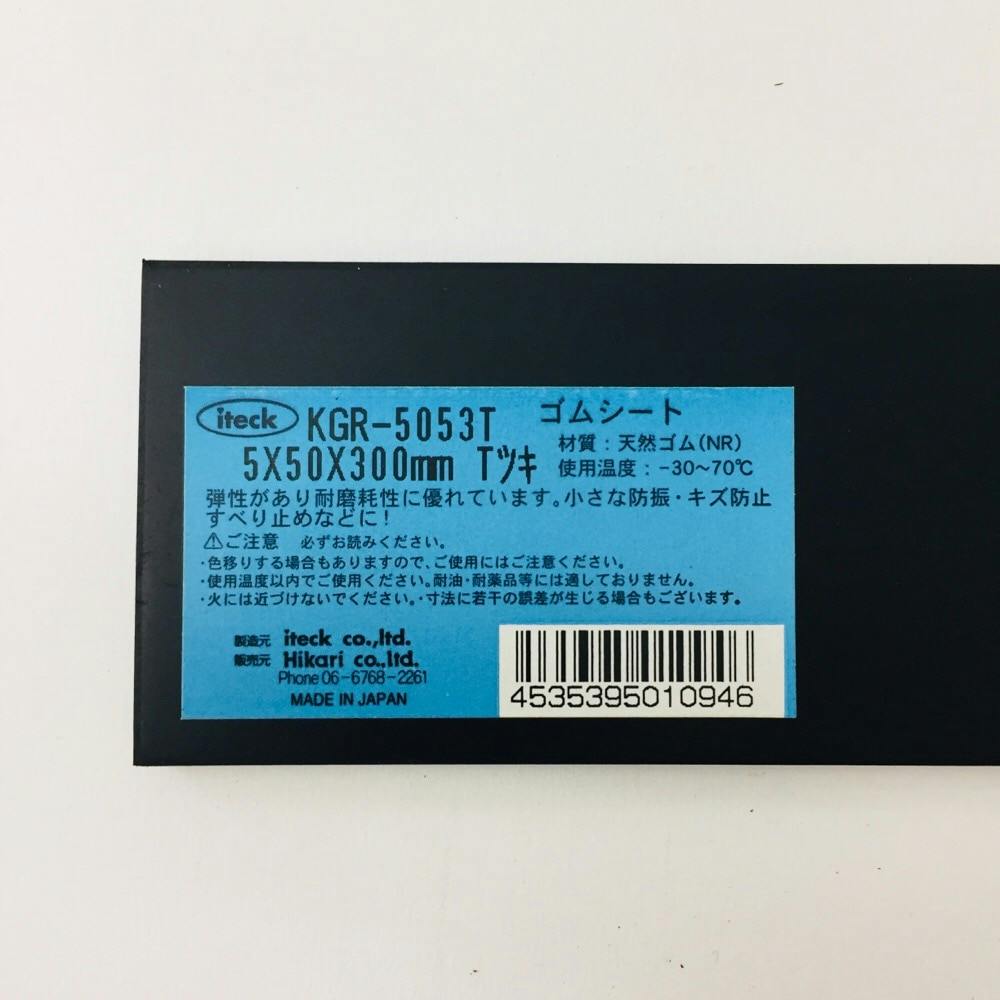 iteck KGR-5053T ゴムシート
5X50X300mm Tツキ
材質：天然ゴム(NR)
使用温度：-30~70℃
弾性があり耐磨耗性に優れています。小さな防振・キズ防止
すべり止めなどに！
⚠ご注意 必ずお読みください。
・色移りする場合もありますので、ご使用にはご注意ください。
・使用温度以内でご使用ください。耐油・耐薬品等には適しておりません。
・火には近づけないでください。・寸法に若干の誤差が生じる場合もございます。
製造元 iteck co.,ltd.
販売元 Hikari co.,ltd.
Phone 06-6768-2261
MADE IN JAPAN
4535395010946